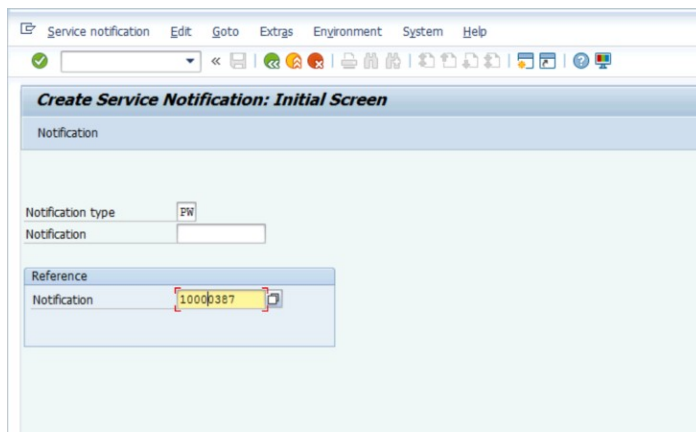 Service notification Edit Goto Extras Environment System Help
Create Service Notification: Initial Screen
Notification
Notification type PW
Notification
Reference
Notification 10000387